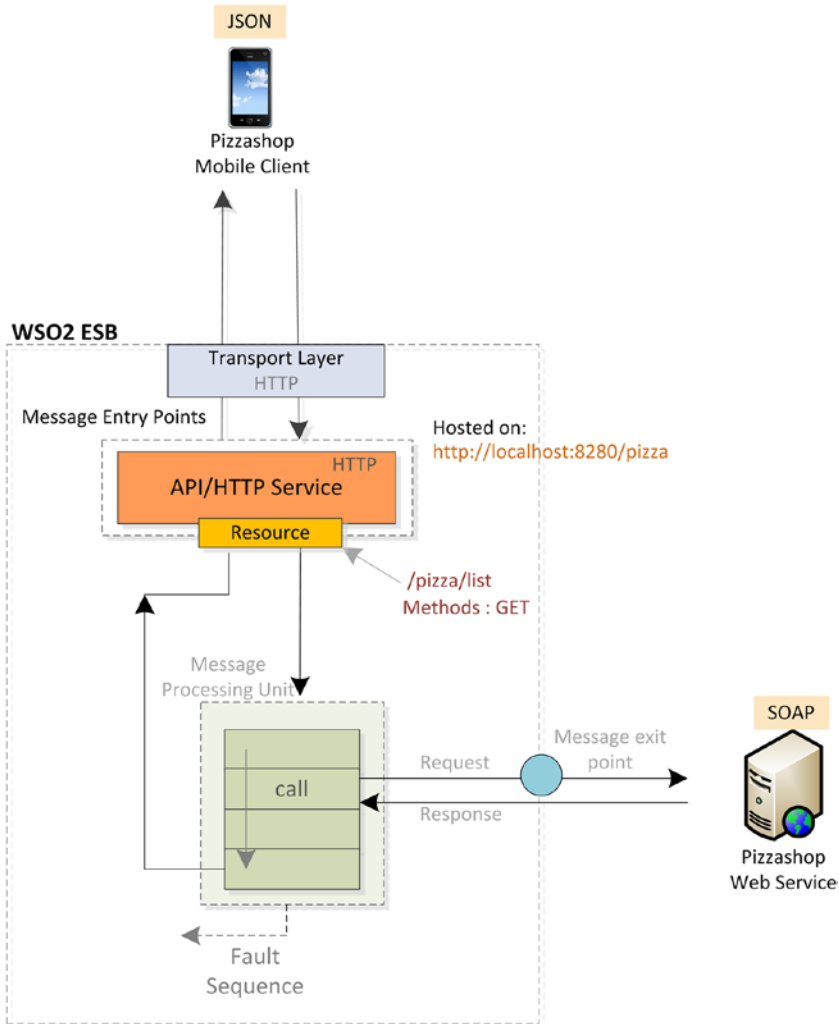 JSON
Pizzashop
Mobile Client
WSO2 ESB
Transport Layer
HTTP
Message Entry Points
Hosted on:
http://localhost:8280/pizza
HTTP
API/HTTP Service
Resource
/pizza/list
Methods : GET
Message
Processing Unit
SOAP
Message exit
point
Request
call
Response
Pizzashop
Web Service
Fault
Sequence